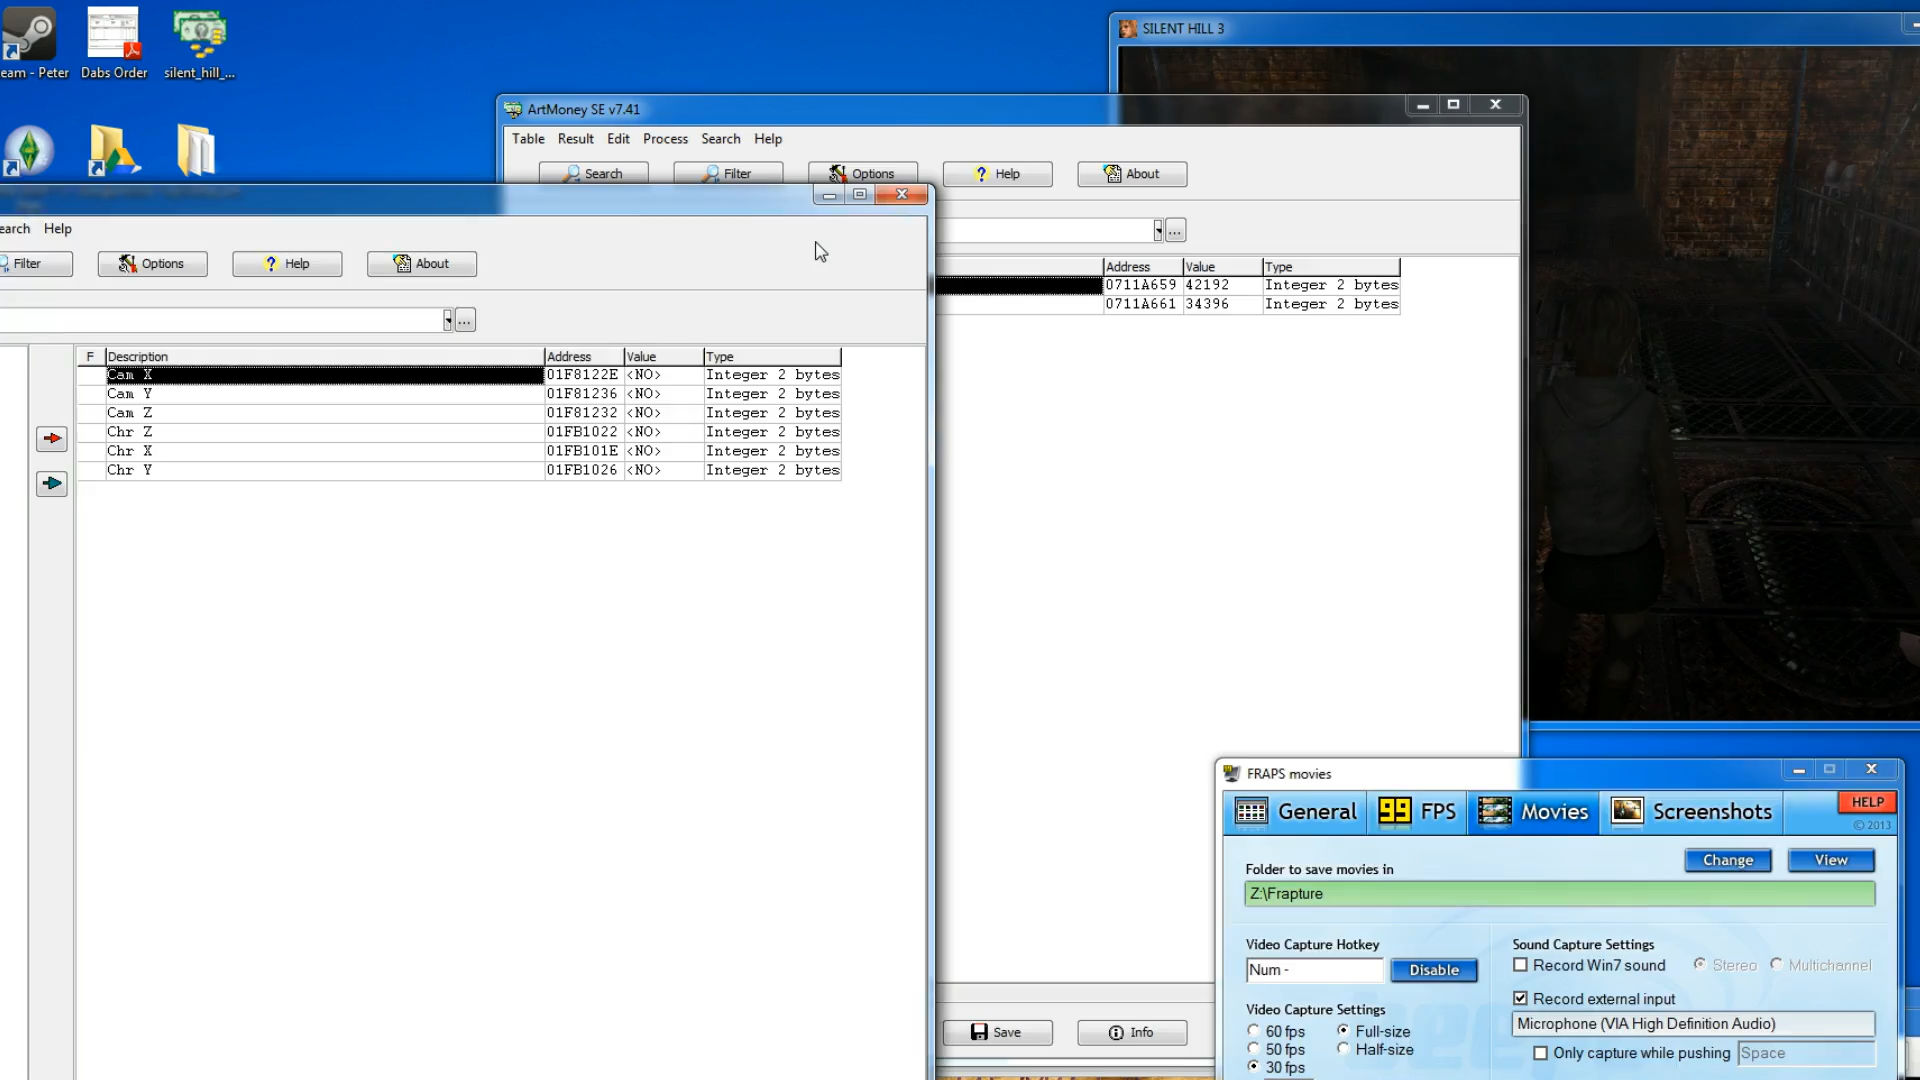 eam - Peter
Dabs Order
silent_hill_...
SILENT HILL 3
ArtMoney SE v7.41
Table Result Edit Process Search Help
Search Filter Options Help About
...
Address Value Type
0711A659 42192 Integer 2 bytes
0711A661 34396 Integer 2 bytes
earch Help
Filter Options Help About
...
F Description Address Value Type
Cam X 01F8122E <NO> Integer 2 bytes
Cam Y 01F81236 <NO> Integer 2 bytes
Cam Z 01F81232 <NO> Integer 2 bytes
Chr Z 01FB1022 <NO> Integer 2 bytes
Chr X 01FB101E <NO> Integer 2 bytes
Chr Y 01FB1026 <NO> Integer 2 bytes
Save Info
FRAPS movies
General 99 FPS Movies Screenshots HELP
© 2013
Folder to save movies in Change View
Z:\Frapture
Video Capture Hotkey
Num - Disable
Video Capture Settings
60 fps Full-size
50 fps Half-size
30 fps
Sound Capture Settings
Record Win7 sound Stereo Multichannel
Record external input
Microphone (VIA High Definition Audio)
Only capture while pushing Space